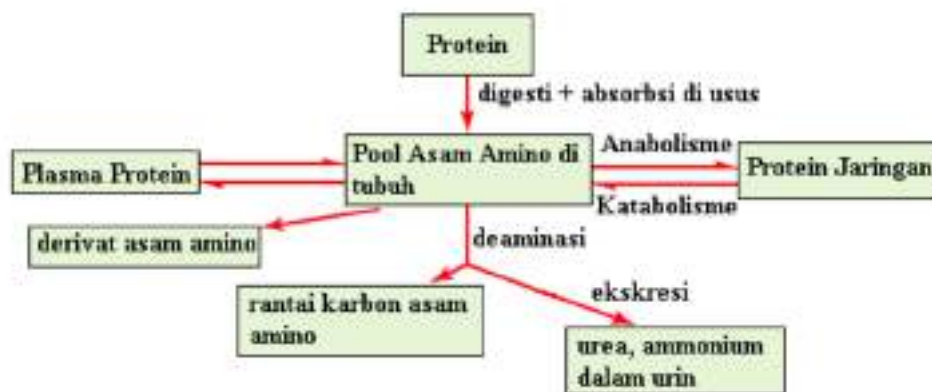 Protein
digesti + absorbsi di usus
Plasma Protein
Pool Asam Amino di
tubuh
Anabolisme
Katabolisme
Protein Jaringan
derivat asam amino
deaminasi
rantai karbon asam
amino
ekskresi
urea, ammonium
dalam urin